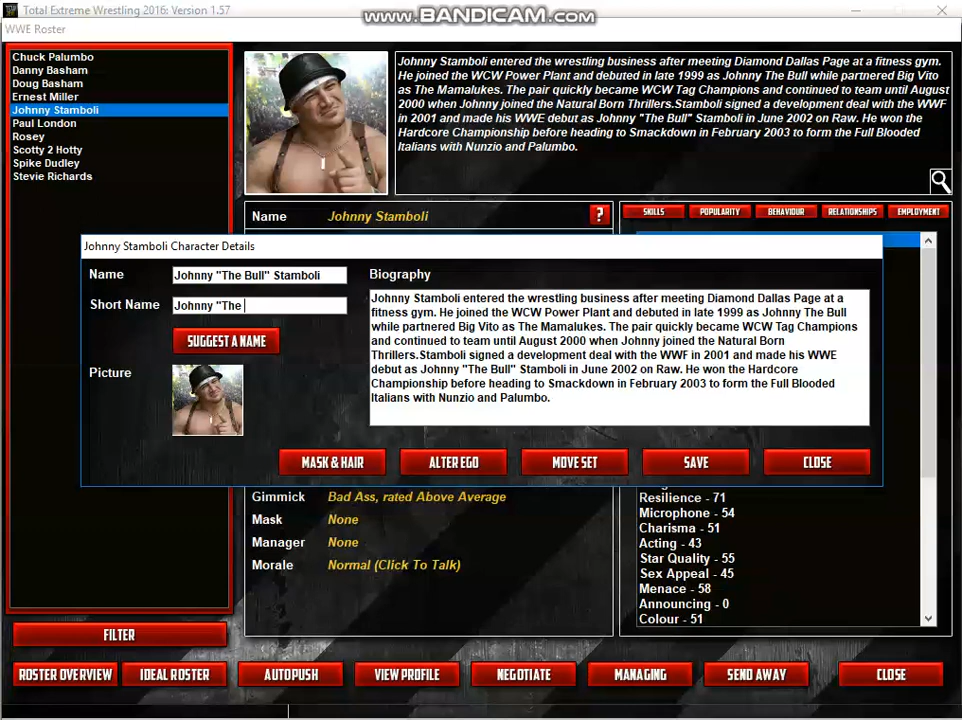 Total Extreme Wrestling 2016: Version 1.57
www.BANDICAM.com
WWE Roster
Chuck Palumbo
Danny Basham
Doug Basham
Ernest Miller
Johnny Stamboli
Paul London
Rosey
Scotty 2 Hotty
Spike Dudley
Stevie Richards
Johnny Stamboli entered the wrestling business after meeting Diamond Dallas Page at a fitness gym.
He joined the WCW Power Plant and debuted in late 1999 as Johnny The Bull while partnered Big Vito
as The Mamalukes. The pair quickly became WCW Tag Champions and continued to team until August
2000 when Johnny joined the Natural Born Thrillers.Stamboli signed a development deal with the WWF
in 2001 and made his WWE debut as Johnny "The Bull" Stamboli in June 2002 on Raw. He won the
Hardcore Championship before heading to Smackdown in February 2003 to form the Full Blooded
Italians with Nunzio and Palumbo.
Name Johnny Stamboli ?
SKILLS POPULARITY BEHAVIOUR RELATIONSHIPS EMPLOYMENT
Johnny Stamboli Character Details
Name Johnny "The Bull" Stamboli
Short Name Johnny "The
SUGGEST A NAME
Picture
Biography
Johnny Stamboli entered the wrestling business after meeting Diamond Dallas Page at a
fitness gym. He joined the WCW Power Plant and debuted in late 1999 as Johnny The Bull
while partnered Big Vito as The Mamalukes. The pair quickly became WCW Tag Champions
and continued to team until August 2000 when Johnny joined the Natural Born
Thrillers.Stamboli signed a development deal with the WWF in 2001 and made his WWE
debut as Johnny "The Bull" Stamboli in June 2002 on Raw. He won the Hardcore
Championship before heading to Smackdown in February 2003 to form the Full Blooded
Italians with Nunzio and Palumbo.
MASK & HAIR ALTER EGO MOVE SET SAVE CLOSE
Gimmick Bad Ass, rated Above Average
Mask None
Manager None
Morale Normal (Click To Talk)
Resilience - 71
Microphone - 54
Charisma - 51
Acting - 43
Star Quality - 55
Sex Appeal - 45
Menace - 58
Announcing - 0
Colour - 51
FILTER
ROSTER OVERVIEW IDEAL ROSTER AUTOPUSH VIEW PROFILE NEGOTIATE MANAGING SEND AWAY CLOSE